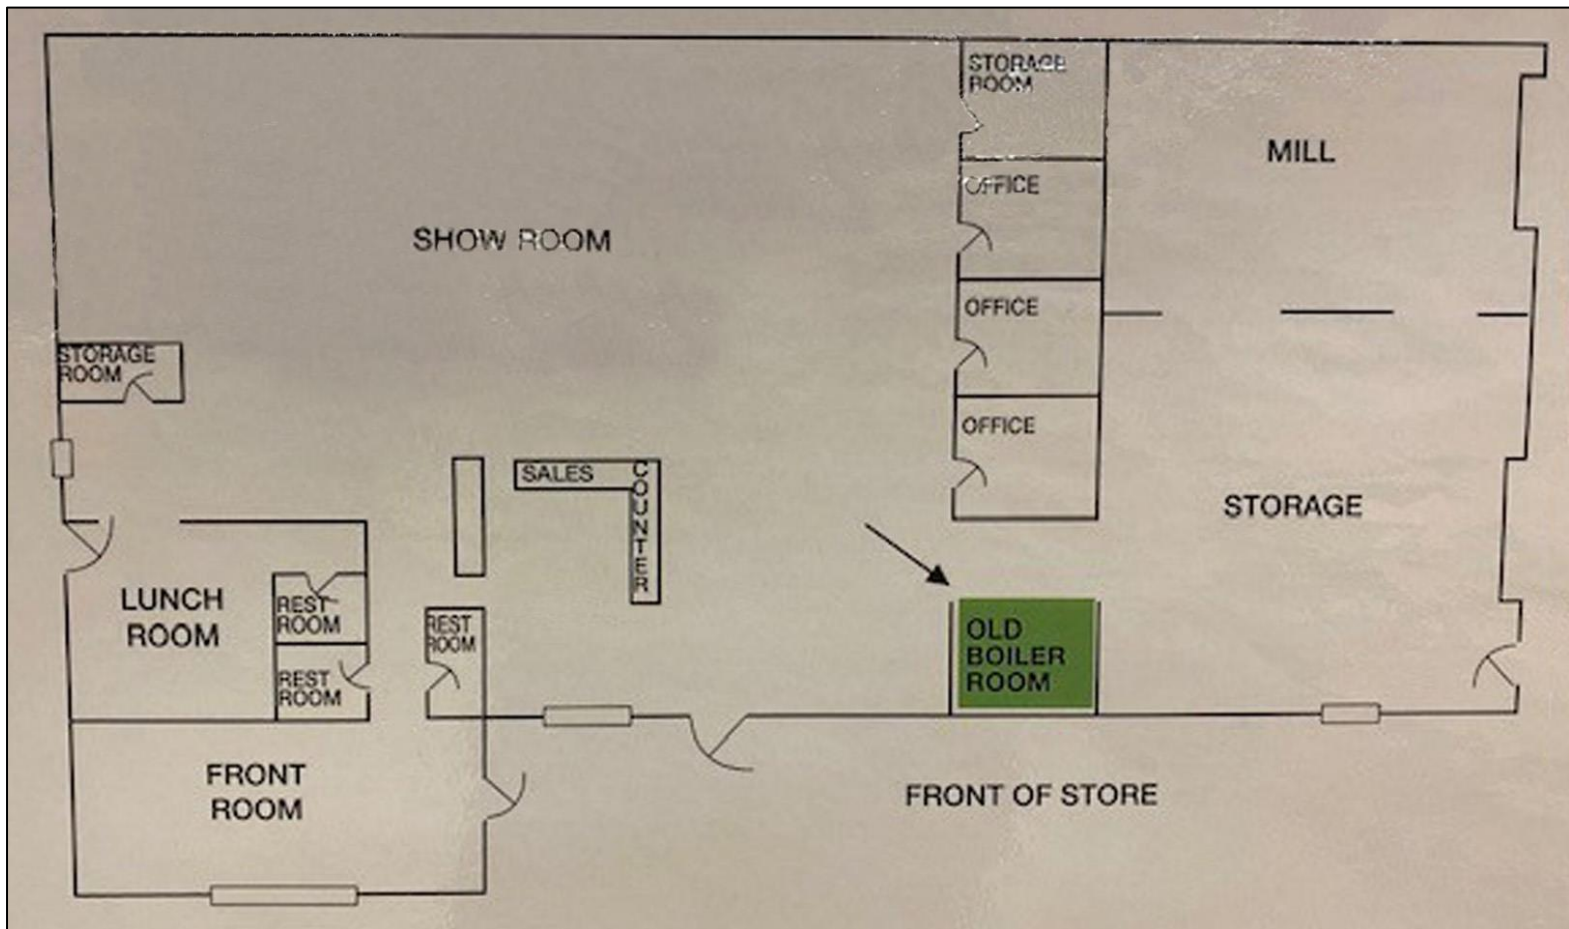 STORAGE
ROOM
MILL
OFFICE
SHOW ROOM
OFFICE
STORAGE
ROOM
OFFICE
SALES
COUNTER
STORAGE
LUNCH
ROOM
REST
ROOM
REST
ROOM
OLD
BOILER
ROOM
REST
ROOM
FRONT
ROOM
FRONT OF STORE